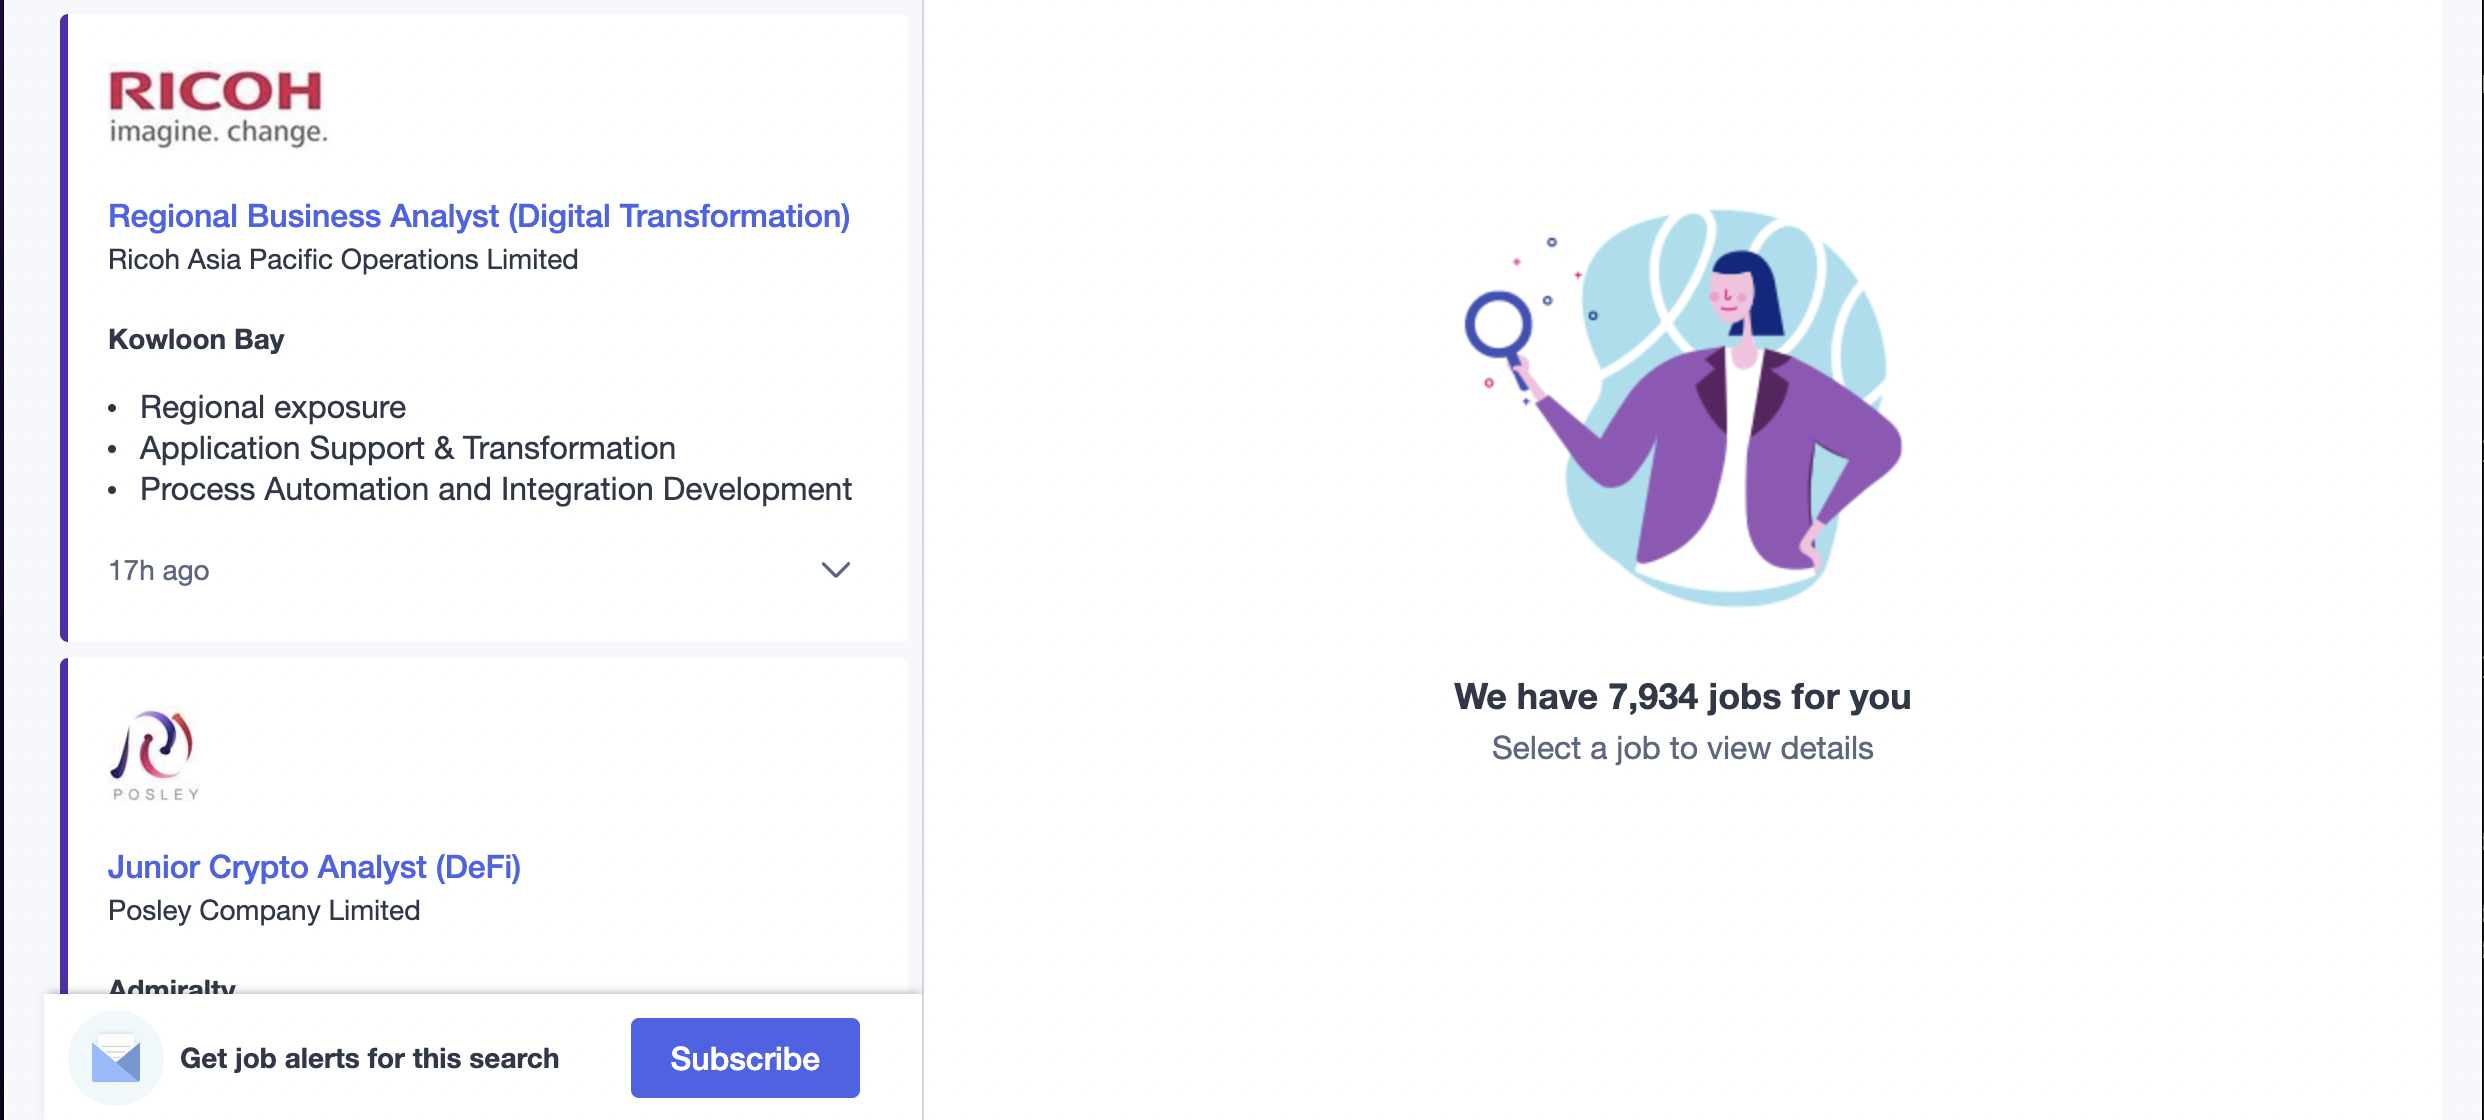 RICOH
imagine. change.
Regional Business Analyst (Digital Transformation)
Ricoh Asia Pacific Operations Limited
Kowloon Bay
• Regional exposure
• Application Support & Transformation
• Process Automation and Integration Development
17h ago
POSLEY
Junior Crypto Analyst (DeFi)
Posley Company Limited
Admiralty
Get job alerts for this search
Subscribe
We have 7,934 jobs for you
Select a job to view details